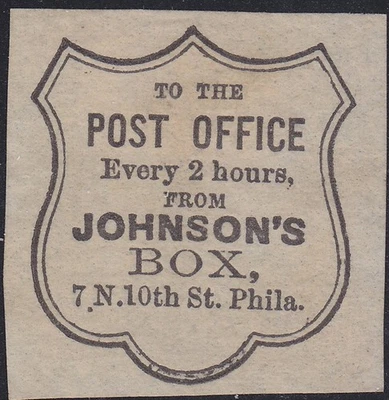 TO THE
POST OFFICE
Every 2 hours,
FROM
JOHNSON'S
BOX,
7 N. 10th St. Phila.